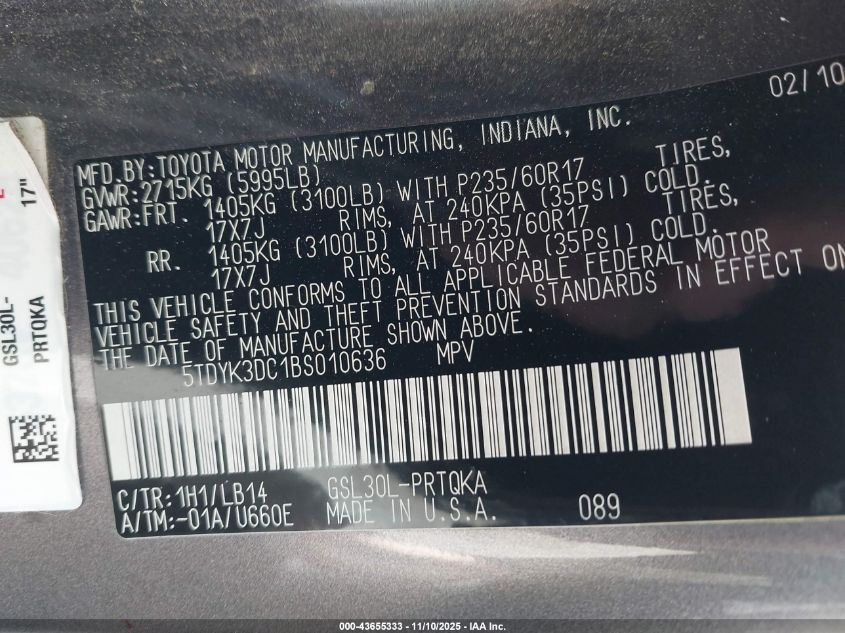 02/10
MFD.BY:TOYOTA MOTOR MANUFACTURING, INDIANA, INC.
GVWR:2715KG (5995LB)
GAWR:FRT. 1405KG (3100LB) WITH P235/60R17 TIRES,
17X7J RIMS, AT 240KPA (35PSI) COLD.
RR. 1405KG (3100LB) WITH P235/60R17 TIRES,
17X7J RIMS, AT 240KPA (35PSI) COLD.
THIS VEHICLE CONFORMS TO ALL APPLICABLE FEDERAL MOTOR
VEHICLE SAFETY AND THEFT PREVENTION STANDARDS IN EFFECT ON
THE DATE OF MANUFACTURE SHOWN ABOVE.
5TDYK3DC1BS010636 MPV
C/TR:1H1/LB14 GSL30L-PRTQKA
A/TM:-01A/U660E MADE IN U.S.A. 089
17"
GSL30L-
PRTQKA
000-43655333 - 11/10/2025 - IAA Inc.